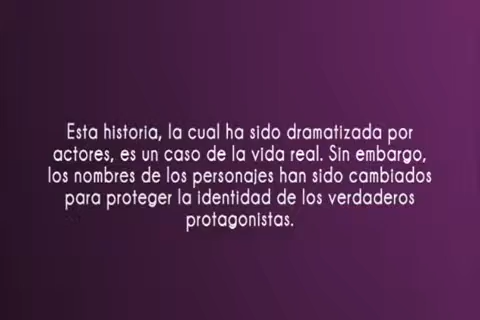 Esta historia, la cual ha sido dramatizada por
actores, es un caso de la vida real. Sin embargo,
los nombres de los personajes han sido cambiados
para proteger la identidad de los verdaderos
protagonistas.